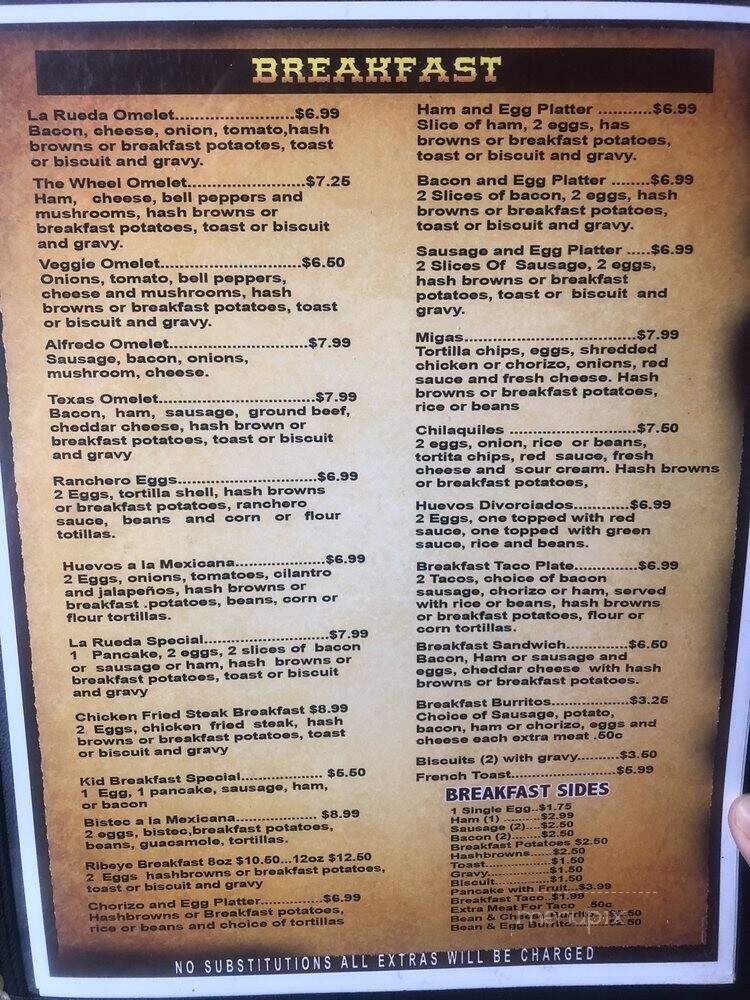 BREAKFAST
La Rueda Omelet..........................$6.99
Bacon, cheese, onion, tomato,hash
browns or breakfast potaotes, toast
or biscuit and gravy.
The Wheel Omelet.........................$7.25
Ham, cheese, bell peppers and
mushrooms, hash browns or
breakfast potatoes, toast or biscuit
and gravy.
Veggie Omelet..............................$6.50
Onions, tomato, bell peppers,
cheese and mushrooms, hash
browns or breakfast potatoes, toast
or biscuit and gravy.
Alfredo Omelet.............................$7.99
Sausage, bacon, onions,
mushroom, cheese.
Texas Omelet................................$7.99
Bacon, ham, sausage, ground beef,
cheddar cheese, hash brown or
breakfast potatoes, toast or biscuit
and gravy
Ranchero Eggs.............................$6.99
2 Eggs, tortilla shell, hash browns
or breakfast potatoes, ranchero
sauce, beans and corn or flour
totillas.
Huevos a la Mexicana...................$6.99
2 Eggs, onions, tomatoes, cilantro
and jalapeños, hash browns or
breakfast .potatoes, beans, corn or
flour tortillas.
La Rueda Special..........................$7.99
1 Pancake, 2 eggs, 2 slices of bacon
or sausage or ham, hash browns or
breakfast potatoes, toast or biscuit
and gravy
Chicken Fried Steak Breakfast $8.99
2 Eggs, chicken fried steak, hash
browns or breakfast potatoes, toast
or biscuit and gravy
Kid Breakfast Special................. $5.50
1 Egg, 1 pancake, sausage, ham,
or bacon
Bistec a la Mexicana................. $8.99
2 eggs, bistec,breakfast potatoes,
beans, guacamole, tortillas.
Ribeye Breakfast 8oz $10.50...12oz $12.50
2 Eggs hashbrowns or breakfast potatoes,
toast or biscuit and gravy
Chorizo and Egg Platter.............$6.99
Hashbrowns or Breakfast potatoes,
rice or beans and choice of tortillas
Ham and Egg Platter ...........$6.99
Slice of ham, 2 eggs, has
browns or breakfast potatoes,
toast or biscuit and gravy.
Bacon and Egg Platter ........$6.99
2 Slices of bacon, 2 eggs, hash
browns or breakfast potatoes,
toast or biscuit and gravy.
Sausage and Egg Platter .....$6.99
2 Slices Of Sausage, 2 eggs,
hash browns or breakfast
potatoes, toast or biscuit and
gravy.
Migas...................................$7.99
Tortilla chips, eggs, shredded
chicken or chorizo, onions, red
sauce and fresh cheese. Hash
browns or breakfast potatoes,
rice or beans
Chilaquiles ...........................$7.50
2 eggs, onion, rice or beans,
tortita chips, red sauce, fresh
cheese and sour cream. Hash browns
or breakfast potatoes,
Huevos Divorciados............$6.99
2 Eggs, one topped with red
sauce, one topped with green
sauce, rice and beans.
Breakfast Taco Plate.............$6.99
2 Tacos, choice of bacon
sausage, chorizo or ham, served
with rice or beans, hash browns
or breakfast potatoes, flour or
corn tortillas.
Breakfast Sandwich.............$6.50
Bacon, Ham or sausage and
eggs, cheddar cheese with hash
browns or breakfast potatoes.
Breakfast Burritos.................$3.25
Choice of Sausage, potato,
bacon, ham or chorizo, eggs and
cheese each extra meat .50c
Biscuits (2) with gravy.........$3.50
French Toast.......................$5.99
BREAKFAST SIDES
1 Single Egg..$1.75
Ham (1) ..........$2.99
Sausage (2)....$2.50
Bacon (2)........$2.50
Breakfast Potatoes $2.50
Hashbrowns......$2.50
Toast................$1.50
Gravy................$1.50
Biscuit..............$1.50
Pancake with Fruit...$3.99
Breakfast Taco..$1.99
Extra Meat For Taco .50c
Bean &
Bean & Egg Burrito
menupix
NO SUBSTITUTIONS ALL EXTRAS WILL BE CHARGED